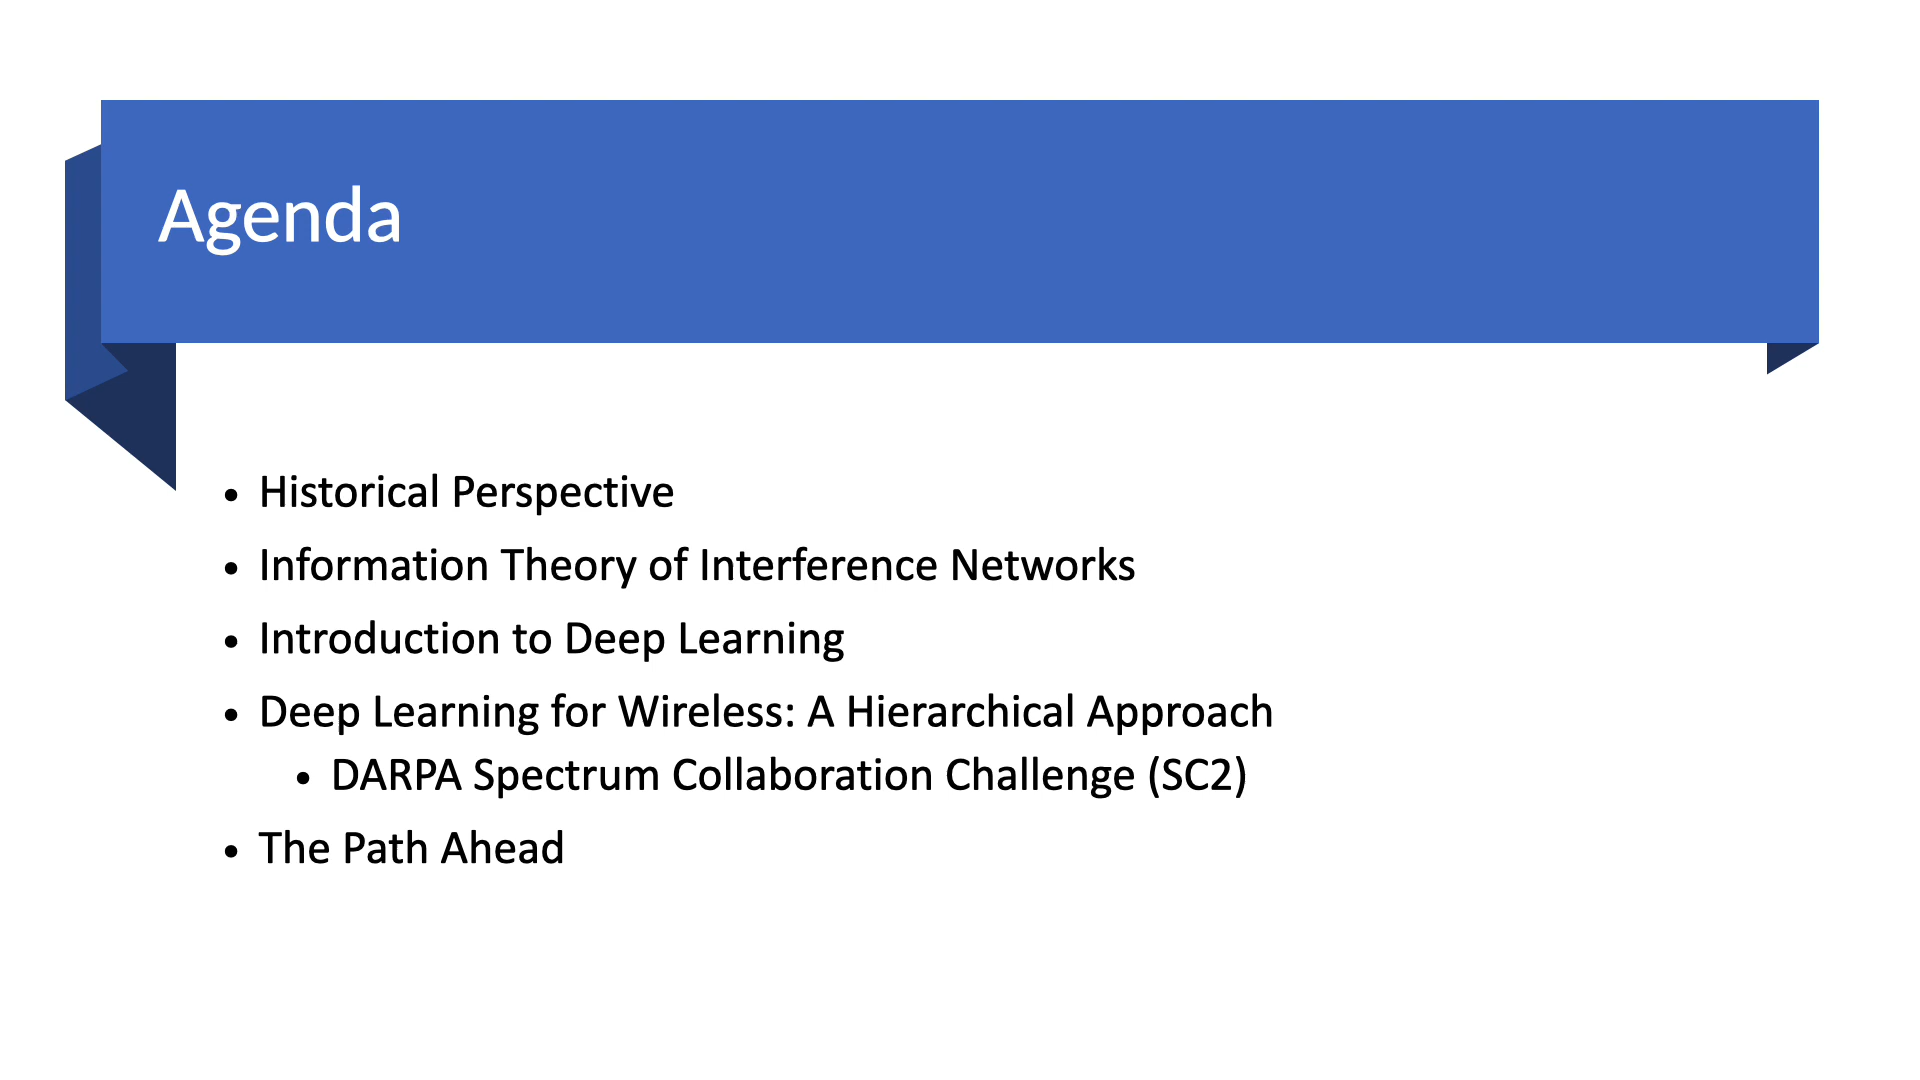 Agenda
• Historical Perspective
• Information Theory of Interference Networks
• Introduction to Deep Learning
• Deep Learning for Wireless: A Hierarchical Approach
• DARPA Spectrum Collaboration Challenge (SC2)
• The Path Ahead